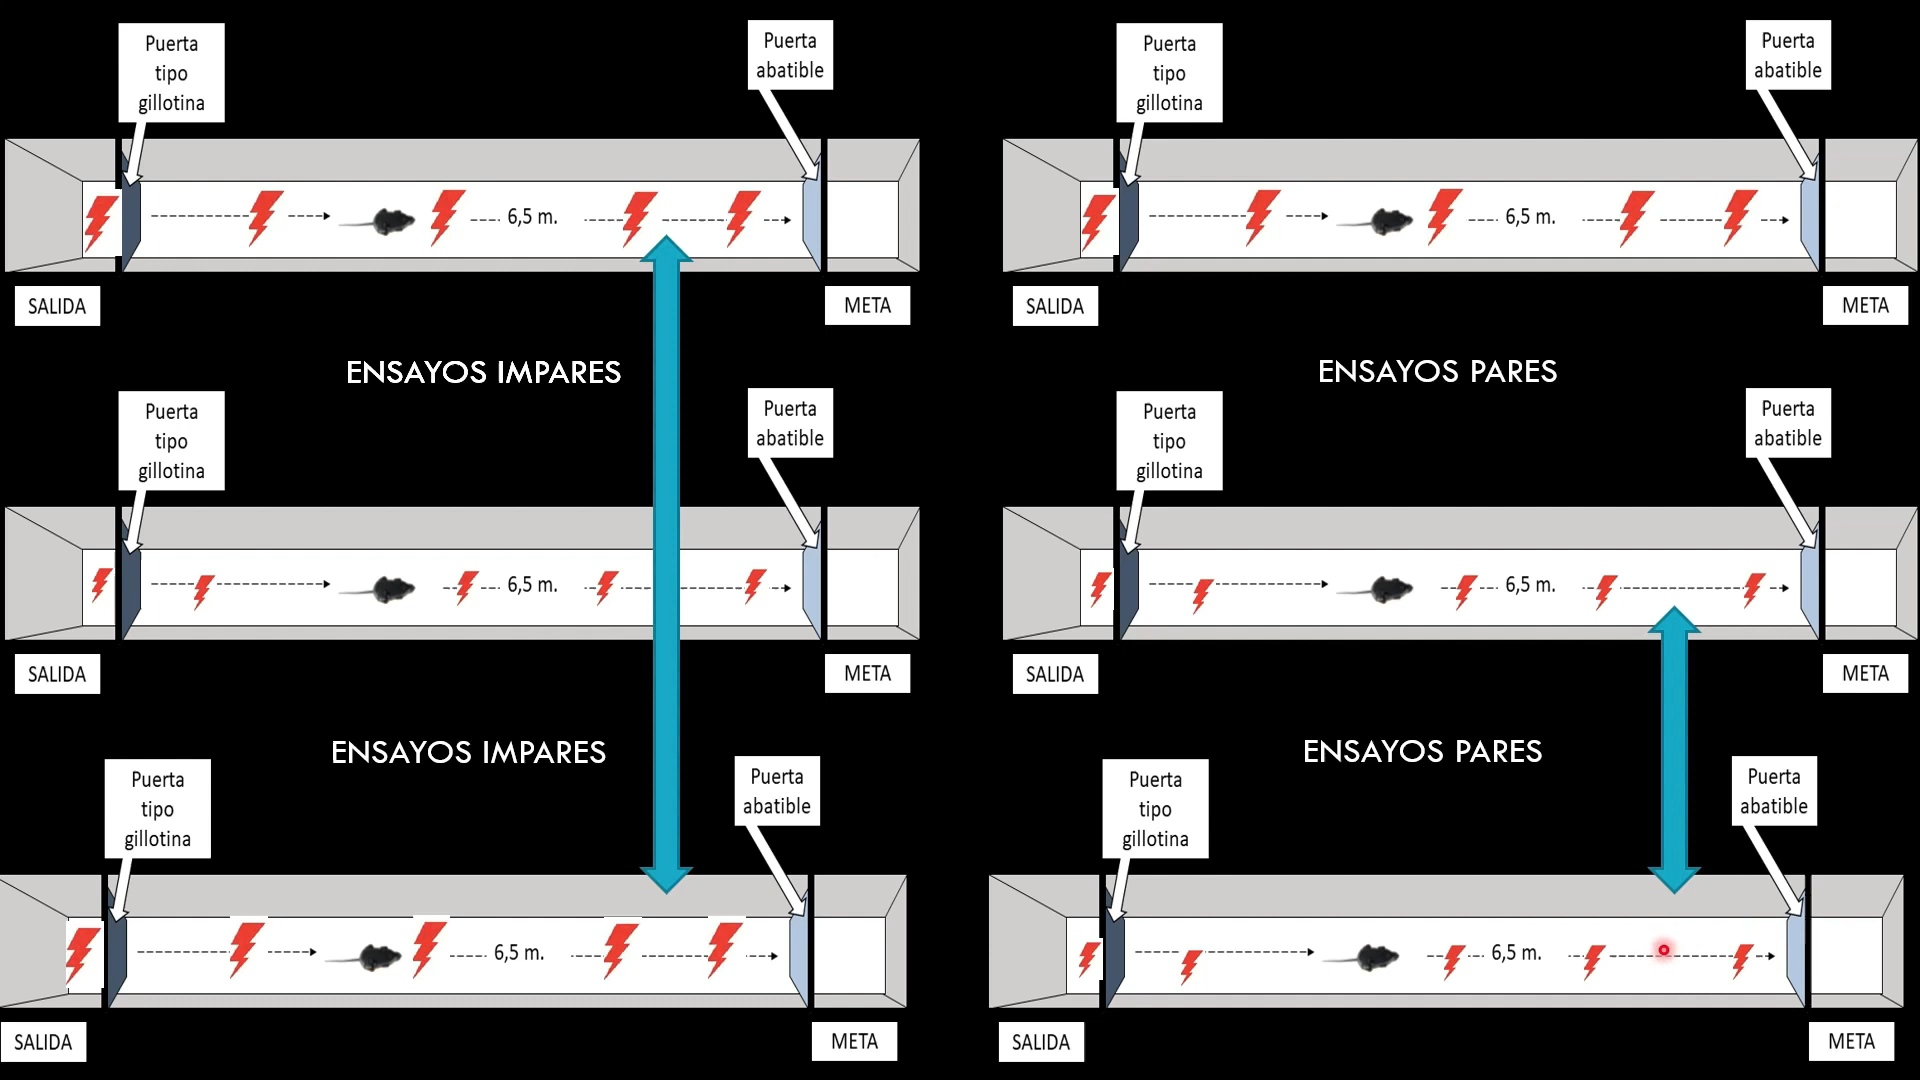 Puerta
tipo
gillotina
Puerta
abatible
Puerta
tipo
gillotina
Puerta
abatible
6,5 m.
6,5 m.
SALIDA
META
SALIDA
META
ENSAYOS IMPARES
ENSAYOS PARES
Puerta
tipo
gillotina
Puerta
abatible
Puerta
tipo
gillotina
Puerta
abatible
6,5 m.
6,5 m.
SALIDA
META
SALIDA
META
ENSAYOS IMPARES
ENSAYOS PARES
Puerta
tipo
gillotina
Puerta
abatible
Puerta
tipo
gillotina
Puerta
abatible
6,5 m.
6,5 m.
SALIDA
META
SALIDA
META